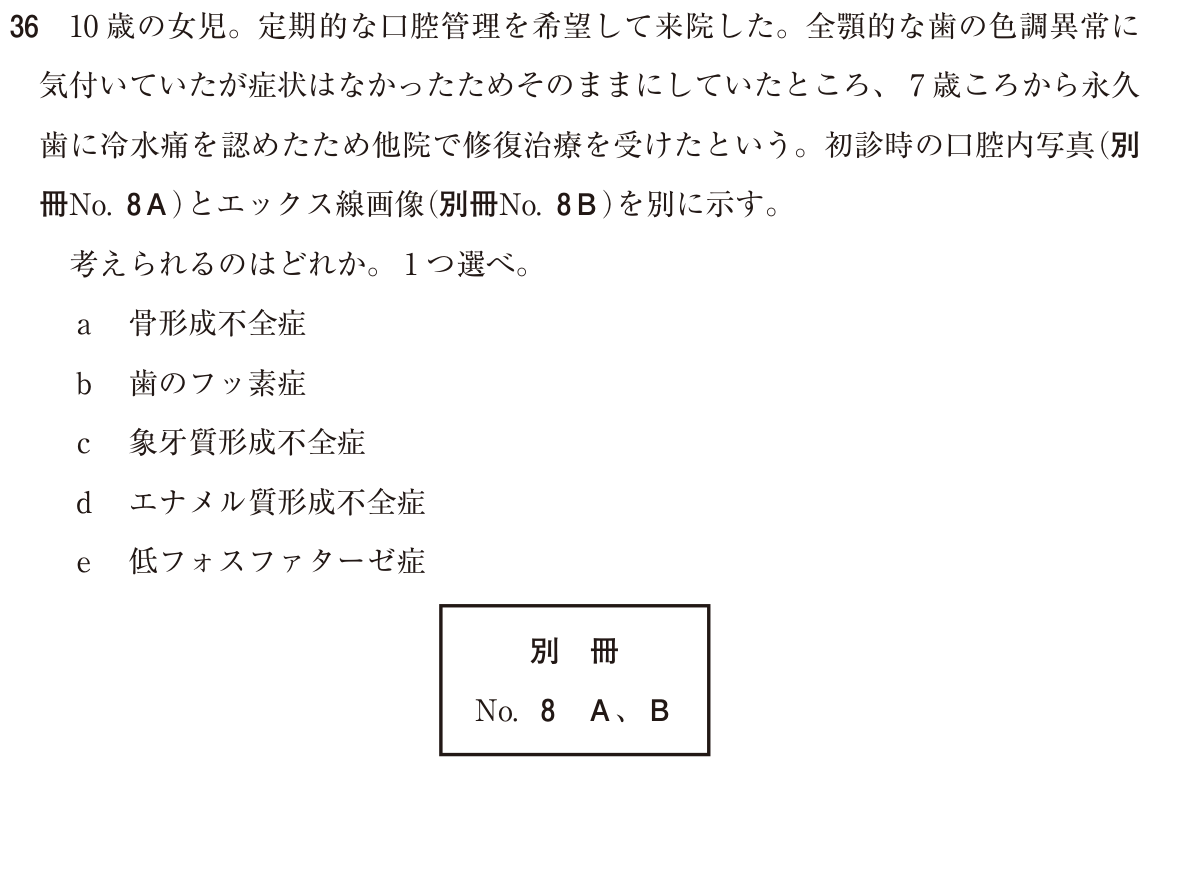 36 10歳の女児。定期的な口腔管理を希望して来院した。全顎的な歯の色調異常に
気付いていたが症状はなかったためそのままにしていたところ、7歳ころから永久
歯に冷水痛を認めたため他院で修復治療を受けたという。初診時の口腔内写真(別
冊No. 8A)とエックス線画像(別冊No. 8B)を別に示す。
考えられるのはどれか。1つ選べ。
a 骨形成不全症
b 歯のフッ素症
c 象牙質形成不全症
d エナメル質形成不全症
e 低フォスファターゼ症
別 冊
No. 8 A、B